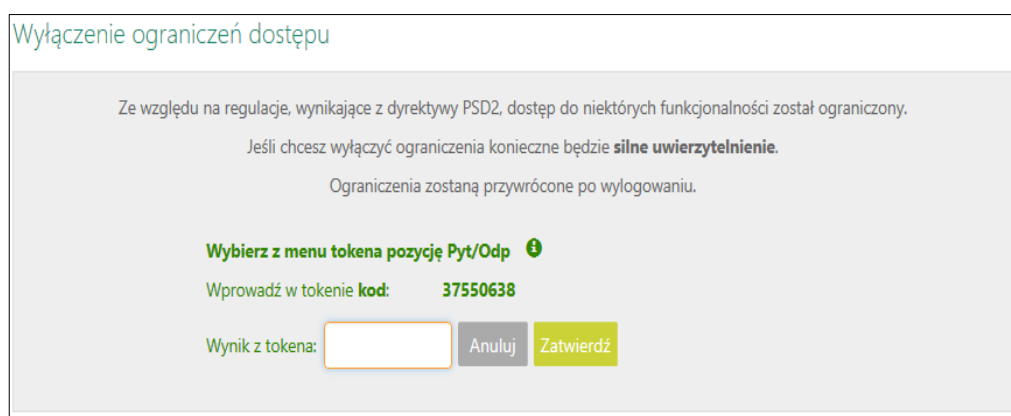 Wyłączenie ograniczeń dostępu
Ze względu na regulacje, wynikające z dyrektywy PSD2, dostęp do niektórych funkcjonalności został ograniczony.
Jeśli chcesz wyłączyć ograniczenia konieczne będzie silne uwierzytelnienie.
Ograniczenia zostaną przywrócone po wylogowaniu.
Wybierz z menu tokena pozycję Pyt/Odp
Wprowadź w tokenie kod: 37550638
Wynik z tokena: Anuluj Zatwierdź